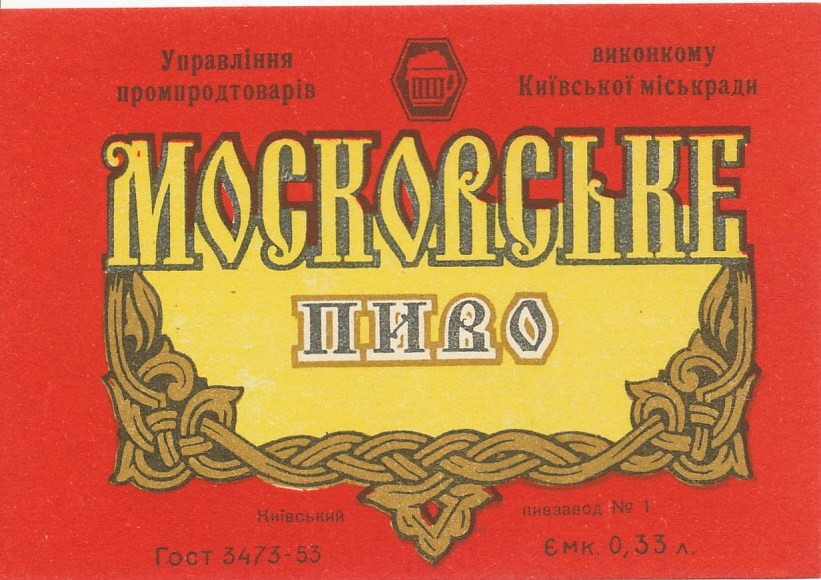 Управління
промпродтоварів
виконкому
Київської міськради
МОСКОВСЬКЕ
ПИВО
Київський пивзавод № 1
Гост 3473-53 Ємк. 0,33 л.